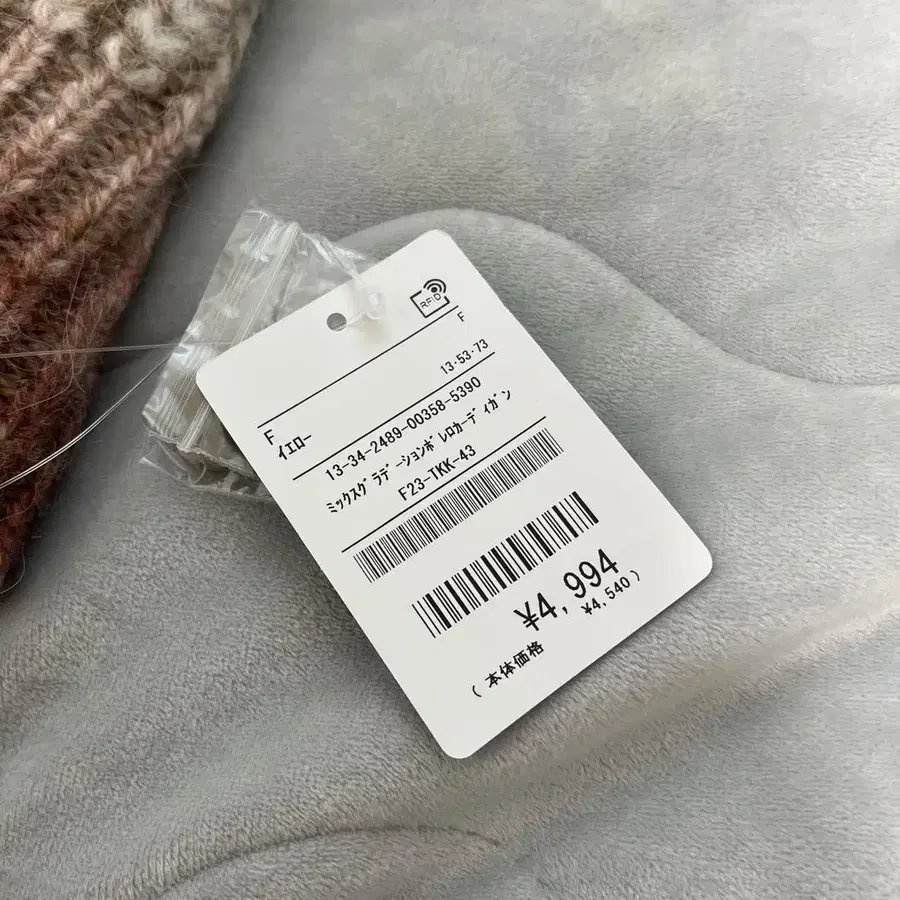 RFID
F
13-53-73
F
イエロー
13-34-2489-00358-5390
ﾐｯｸｽｸﾞﾗﾃﾞｰｼｮﾝﾎﾞﾚﾛｶｰﾃﾞｨｶﾞﾝ
F23-TKK-43
¥4,994
(本体価格 ¥4,540)